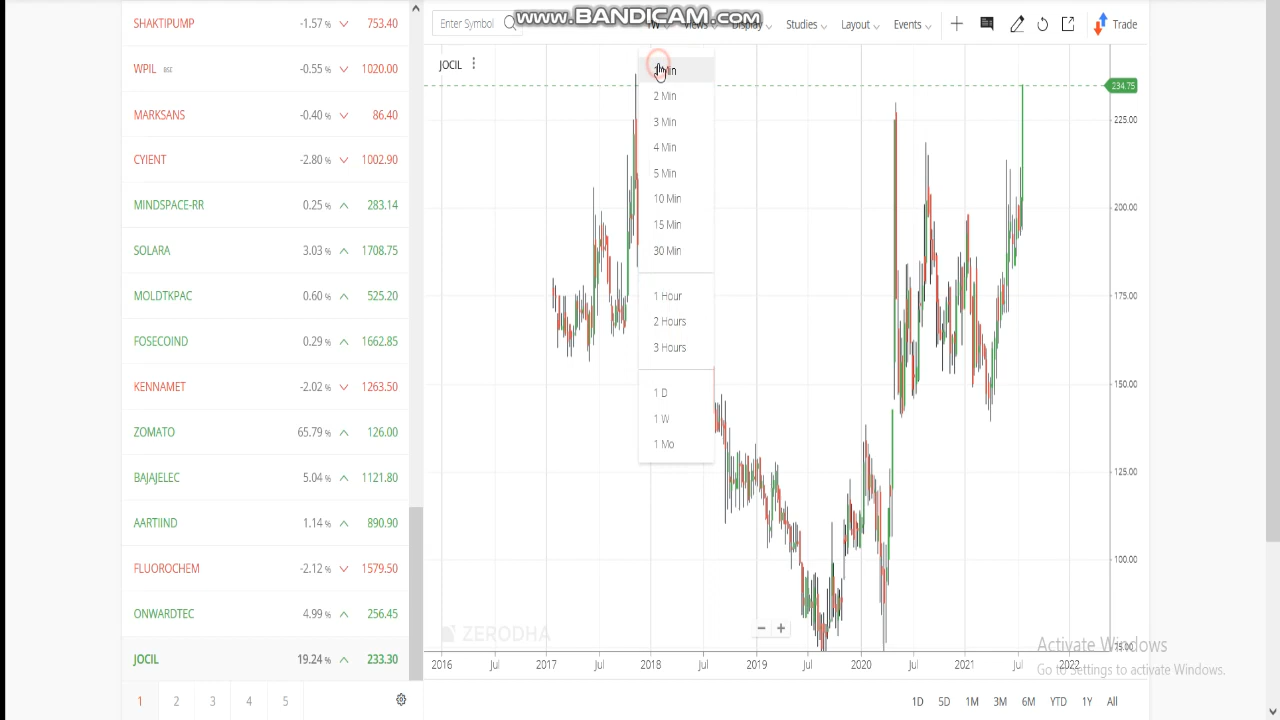 www.BANDICAM.com
SHAKTIPUMP -1.57 % 753.40
WPIL BSE -0.55 % 1020.00
MARKSANS -0.40 % 86.40
CYIENT -2.80 % 1002.90
MINDSPACE-RR 0.25 % 283.14
SOLARA 3.03 % 1708.75
MOLDTKPAC 0.60 % 525.20
FOSECOIND 0.29 % 1662.85
KENNAMET -2.02 % 1263.50
ZOMATO 65.79 % 126.00
BAJAJELEC 5.04 % 1121.80
AARTIIND 1.14 % 890.90
FLUOROCHEM -2.12 % 1579.50
ONWARDTEC 4.99 % 256.45
JOCIL 19.24 % 233.30
1 2 3 4 5
Enter Symbol 1W Views Display Studies Layout Events Trade
JOCIL
Min
2 Min
3 Min
4 Min
5 Min
10 Min
15 Min
30 Min
1 Hour
2 Hours
3 Hours
1 D
1 W
1 Mo
234.75
225.00
200.00
175.00
150.00
125.00
100.00
75.00
ZERODHA
2016 Jul 2017 Jul 2018 Jul 2019 Jul 2020 Jul 2021 Jul 2022
Activate Windows
Go to Settings to activate Windows.
1D 5D 1M 3M 6M YTD 1Y All